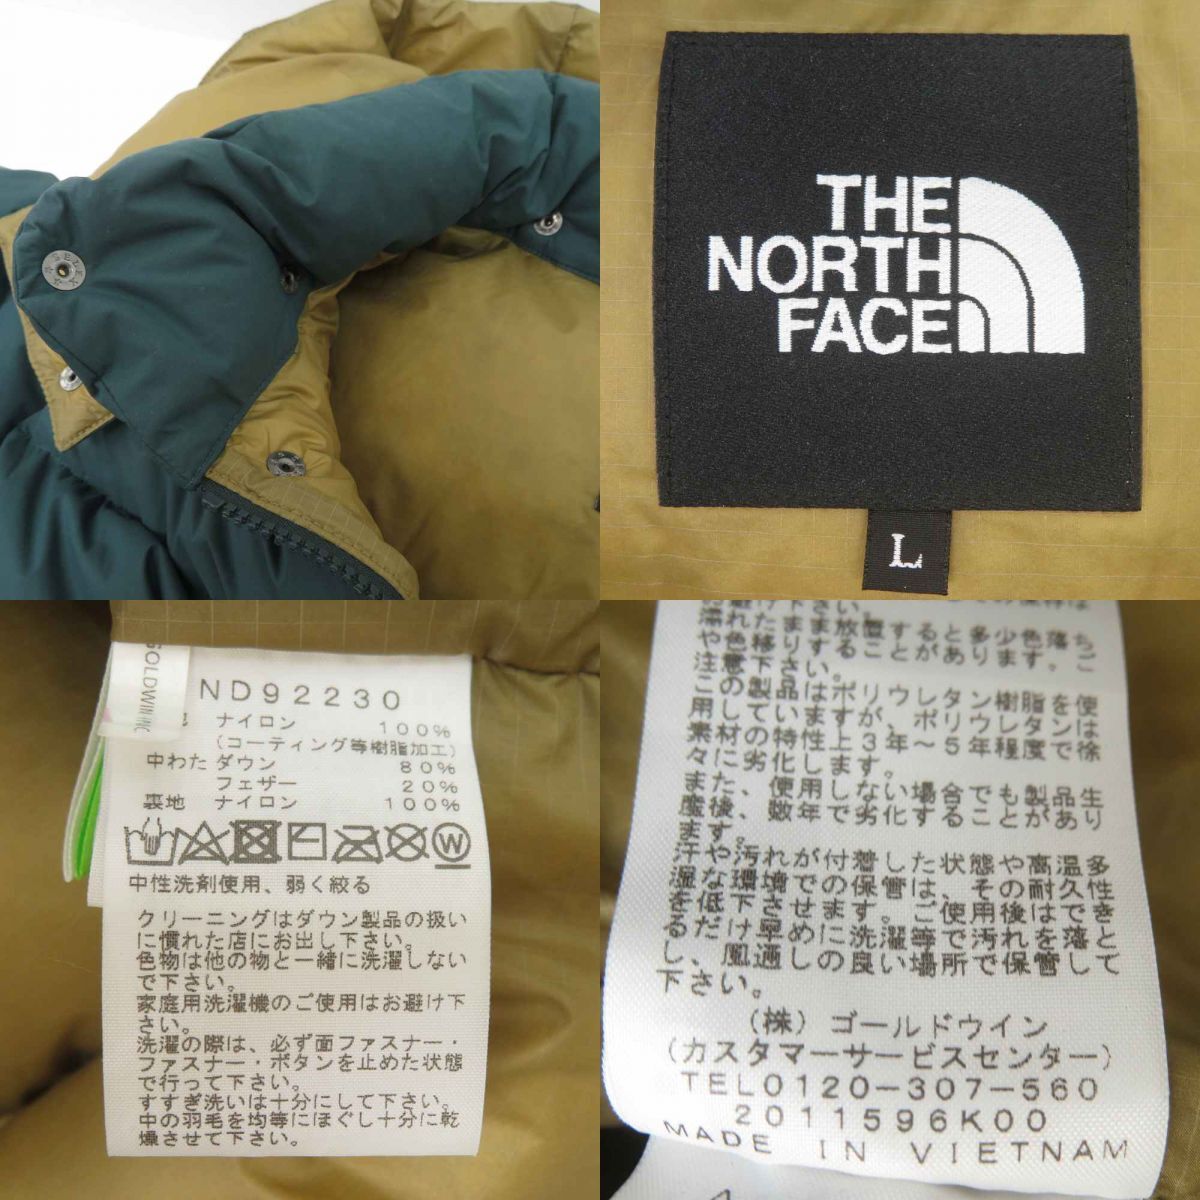 THE
NORTH
FACE
L
GOLDWIN INC
ND92230
地 ナイロン 100%
(コーティング等樹脂加工)
中わた ダウン 80%
フェザー 20%
裏地 ナイロン 100%
W
中性洗剤使用、弱く絞る
クリーニングはダウン製品の扱い
に慣れた店にお出し下さい。
色物は他の物と一緒に洗濯しない
で下さい。
家庭用洗濯機のご使用はお避け下
さい。
洗濯の際は、必ず面ファスナー・
ファスナー・ボタンを止めた状態
で行って下さい。
すすぎ洗いは十分にして下さい。
中の羽毛を均等にほぐし十分に乾
燥させて下さい。
避け下さい。
濡れたまま放置すると多少色落ち
や色移りすることがあります。ご
注意下さい。
この製品はポリウレタン樹脂を使
用していますが、ポリウレタンは
素材の特性上3年～5年程度で徐
々に劣化します。
また、使用しない場合でも製品生
産後、数年で劣化することがあり
ます。
汗や汚れが付着した状態や高温多
湿な環境での保管は、その耐久性
を低下させます。ご使用後はでき
るだけ早めに洗濯等で汚れを落と
し、風通しの良い場所で保管して
下さい。
(株) ゴールドウイン
(カスタマーサービスセンター)
TEL0120-307-560
2011596K00
MADE IN VIETNAM